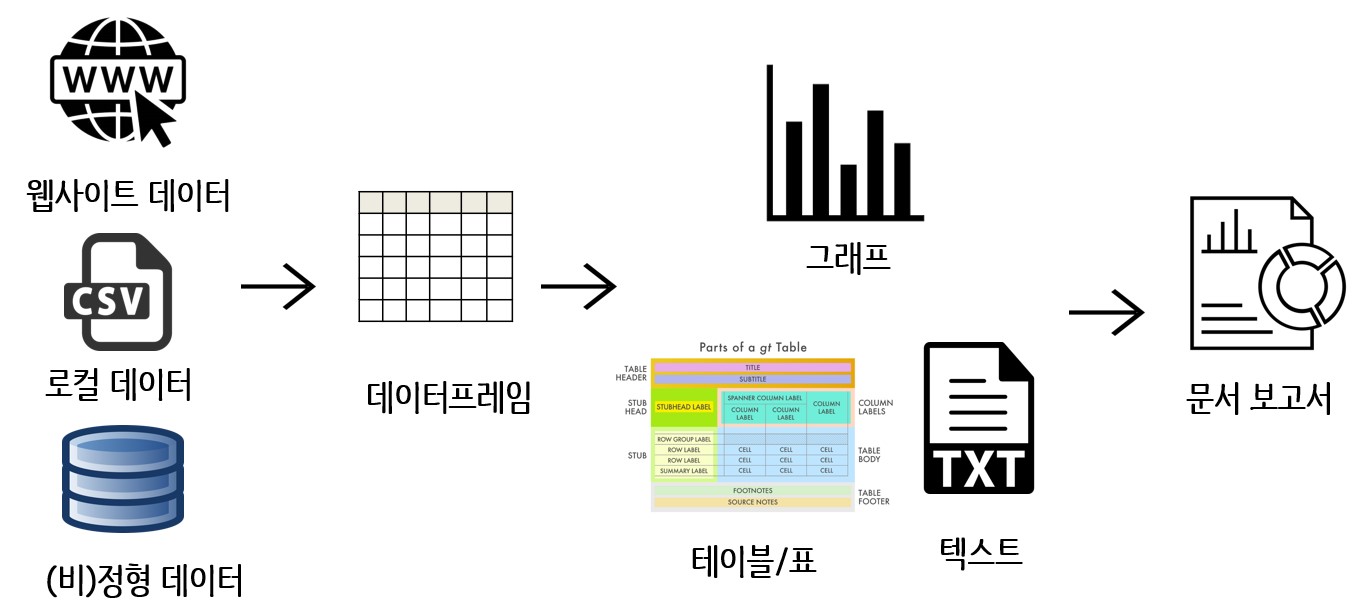 WWW
웹사이트 데이터
CSV
로컬 데이터
(비)정형 데이터
데이터프레임
그래프
Parts of a gt Table
TABLE
HEADER
TITLE
SUBTITLE
STUB
HEAD
STUBHEAD LABEL
SPANNER COLUMN LABEL
COLUMN
LABEL
COLUMN
LABEL
COLUMN
LABEL
COLUMN
LABELS
STUB
ROW GROUP LABEL
ROW LABEL CELL CELL CELL
ROW LABEL CELL CELL CELL
SUMMARY LABEL CELL CELL CELL
TABLE
BODY
FOOTNOTES
SOURCE NOTES
TABLE
FOOTER
테이블/표
TXT
텍스트
문서 보고서